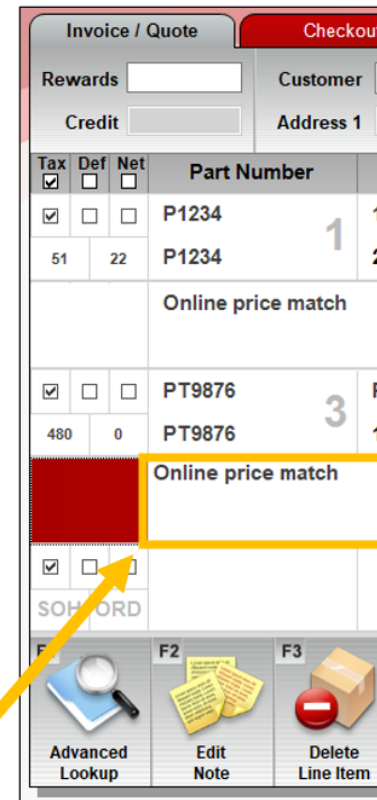 Invoice / Quote
Checkou
Rewards
Customer
Credit
Address 1
Tax Def Net
Part Number
P1234
1
51 22 P1234
Online price match
PT9876
3
480 0 PT9876
Online price match
SOH ORD
F2
F3
Advanced Lookup
Edit Note
Delete Line Item